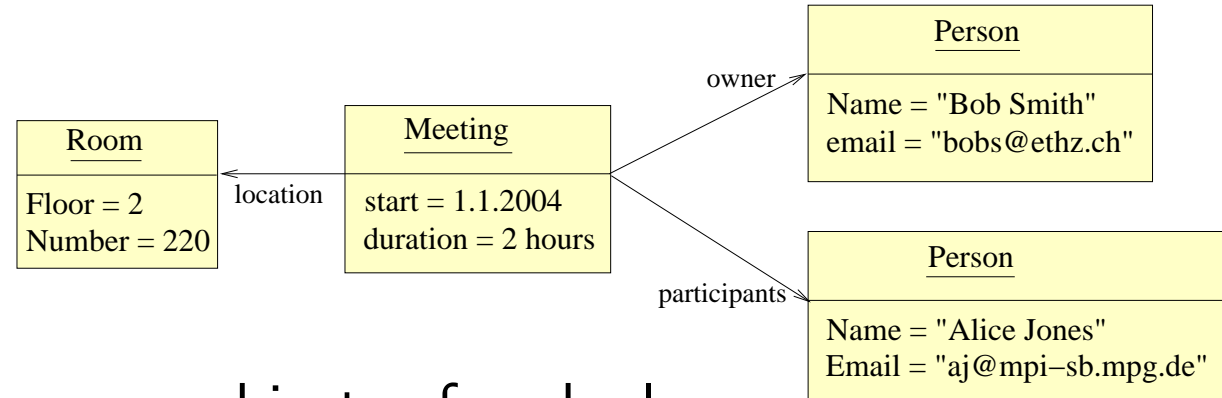 Room
Floor = 2
Number = 220
location
Meeting
start = 1.1.2004
duration = 2 hours
owner
Person
Name = "Bob Smith"
email = "bobs@ethz.ch"
participants
Person
Name = "Alice Jones"
Email = "aj@mpi−sb.mpg.de"